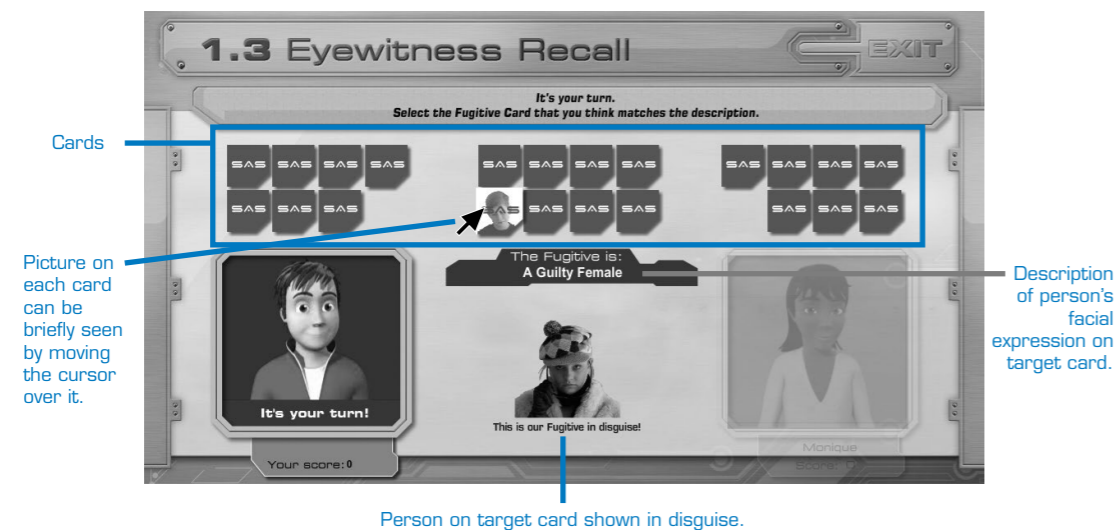 1.3 Eyewitness Recall
EXIT
It's your turn.
Select the Fugitive Card that you think matches the description.
Cards
SAS SAS SAS SAS SAS SAS SAS SAS SAS SAS SAS SAS
SAS SAS SAS SAS SAS SAS SAS SAS SAS SAS
Picture on
each card
can be
briefly seen
by moving
the cursor
over it.
The Fugitive is:
A Guilty Female
Description
of person's
facial
expression on
target card.
It's your turn!
This is our Fugitive in disguise!
Your score: 0
Monique
Score: 0
Person on target card shown in disguise.